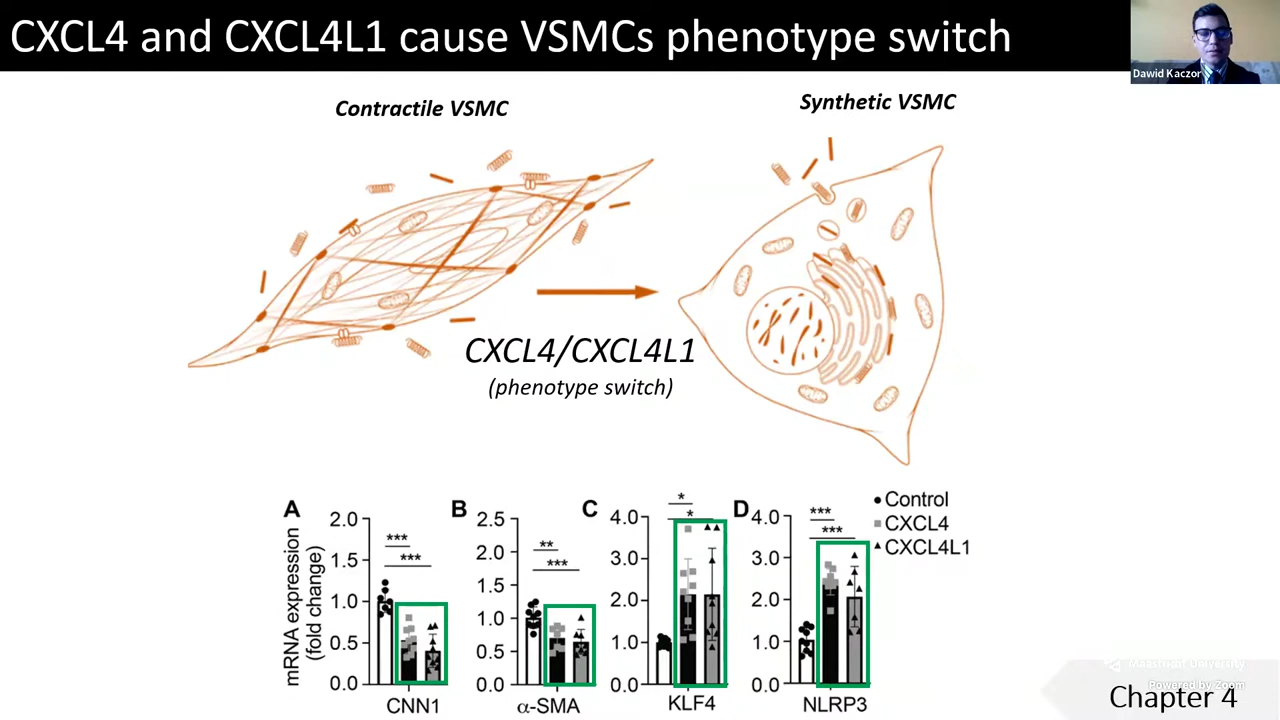 CXCL4 and CXCL4L1 cause VSMCs phenotype switch
Dawid Kaczor
Contractile VSMC
Synthetic VSMC
CXCL4/CXCL4L1
(phenotype switch)
A
B
C
D
mRNA expression
(fold change)
2.0
1.5
1.0
0.5
0.0
***
***
CNN1
2.5
2.0
1.5
1.0
0.5
0.0
**
***
α-SMA
4.0
3.0
2.0
1.0
0.0
*
*
KLF4
4.0
3.0
2.0
1.0
0.0
***
***
NLRP3
Control
CXCL4
CXCL4L1
Maastricht University
Powered by Zoom
Chapter 4